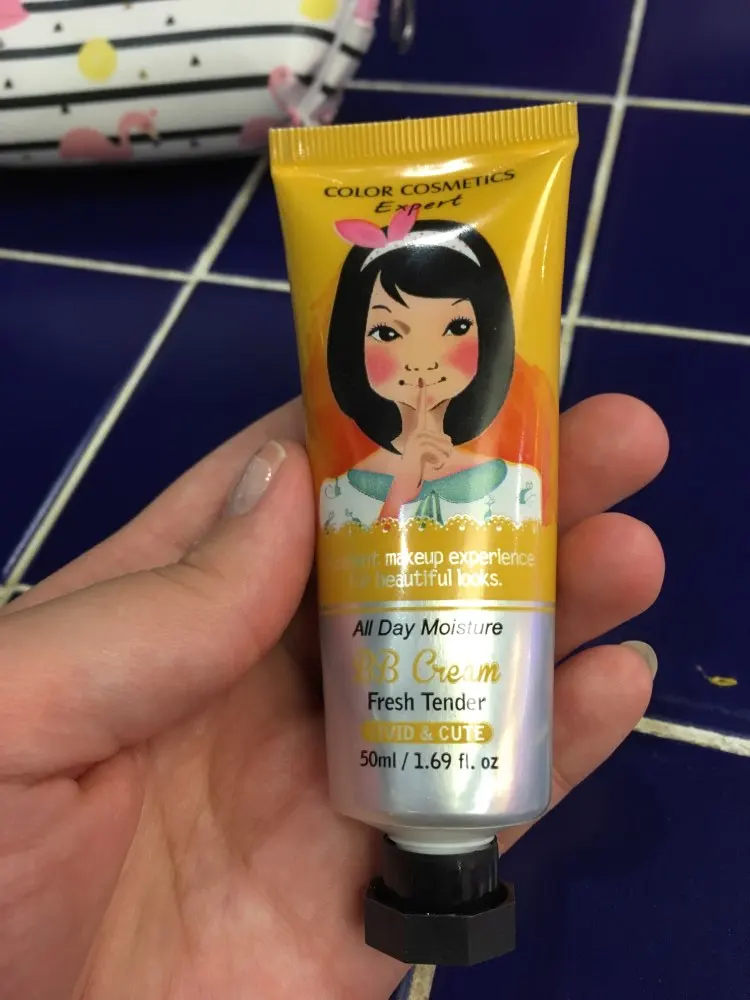 COLOR COSMETICS
Expert
makeup experience
beautiful looks.
All Day Moisture
BB Cream
Fresh Tender
VIVID & CUTE
50ml / 1.69 fl. oz